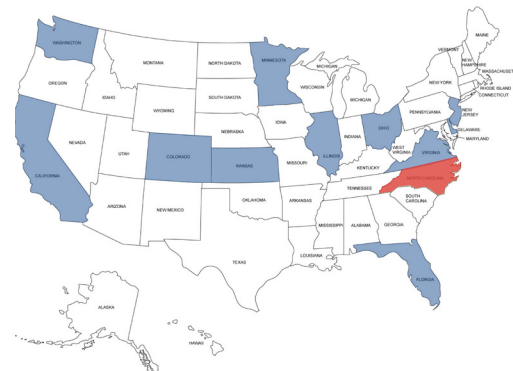 MAINE
WASHINGTON
VERMONT
MONTANA
NORTH DAKOTA
MINNESOTA
NEW
HAMPSHIRE
MICHIGAN
MASSACHUSET
OREGON
WISCONSIN
NEW YORK
RHODE ISLAND
IDAHO
SOUTH DAKOTA
MICHIGAN
CONNECTICUT
WYOMING
PENNSYLVANIA
NEW
JERSEY
IOWA
NEBRASKA
OHIO
DELAWARE
INDIANA
MARYLAND
NEVADA
UTAH
COLORADO
ILLINOIS
WEST
VIRGINIA
VIRGINIA
KANSAS
MISSOURI
KENTUCKY
CALIFORNIA
NORTH CAROLINA
TENNESSEE
OKLAHOMA
ARKANSAS
SOUTH
CAROLINA
ARIZONA
NEW MEXICO
MISSISSIPPI
ALABAMA
GEORGIA
LOUISIANA
TEXAS
FLORIDA
ALASKA
HAWAII